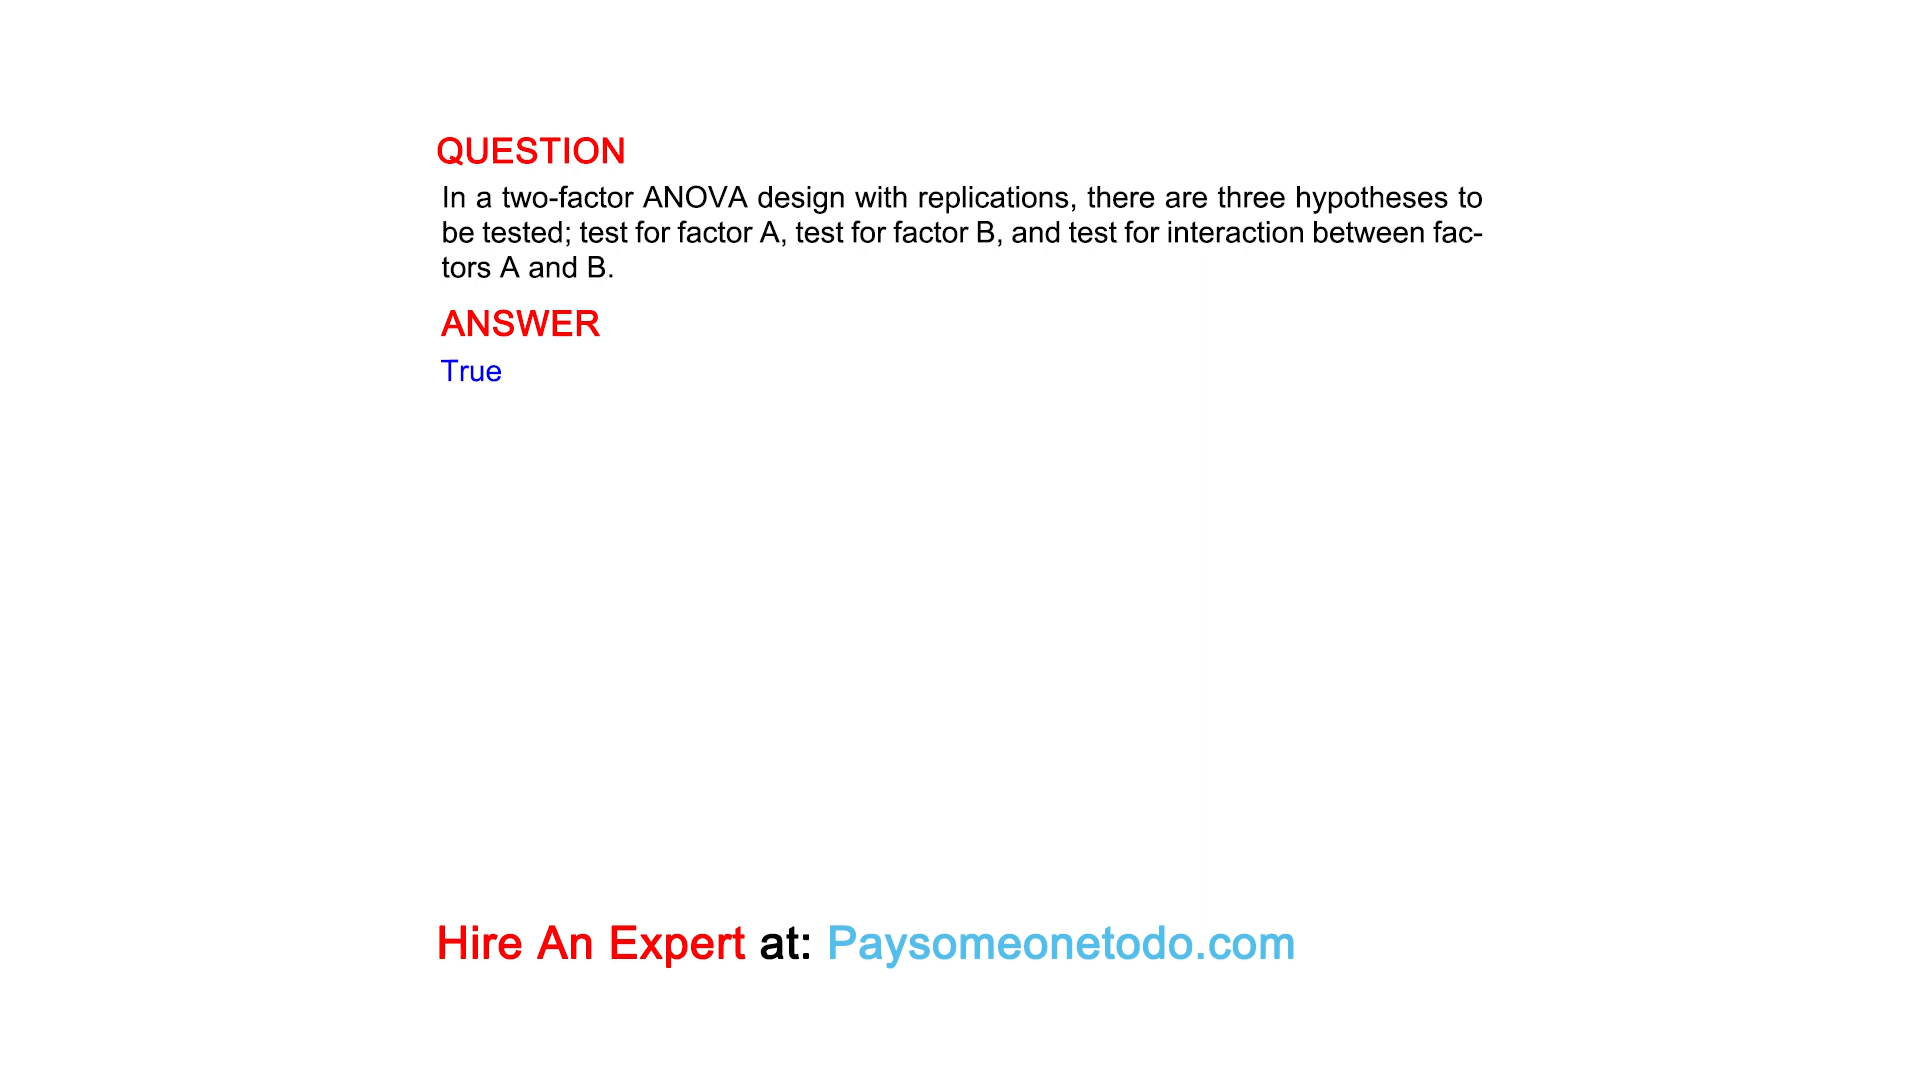 QUESTION
In a two-factor ANOVA design with replications, there are three hypotheses to
be tested; test for factor A, test for factor B, and test for interaction between fac-
tors A and B.
ANSWER
True
Hire An Expert at: Paysomeonetodo.com